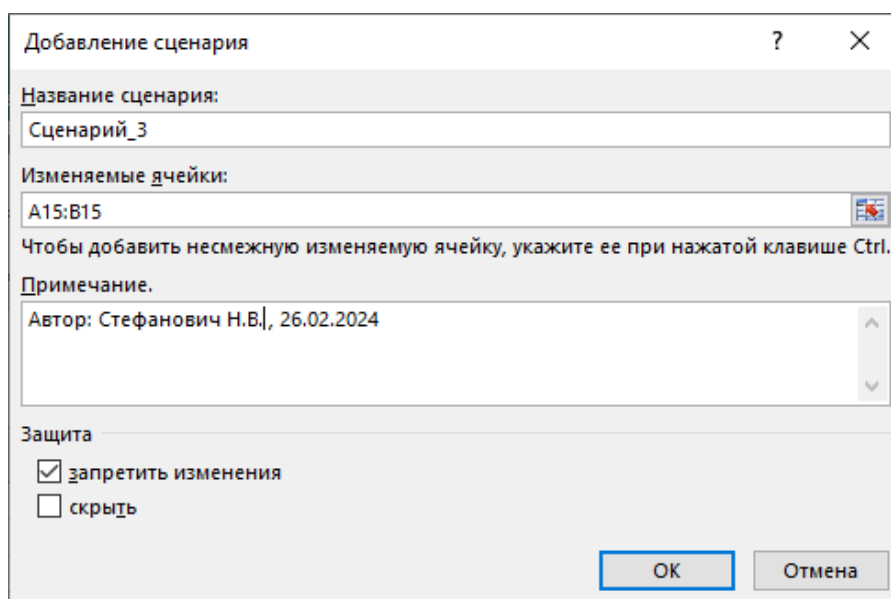 Добавление сценария
Название сценария:
Сценарий_3
Изменяемые ячейки:
A15:B15
Чтобы добавить несмежную изменяемую ячейку, укажите ее при нажатой клавише Ctrl.
Примечание.
Автор: Стефанович Н.В., 26.02.2024
Защита
запретить изменения
скрыть
ОК
Отмена